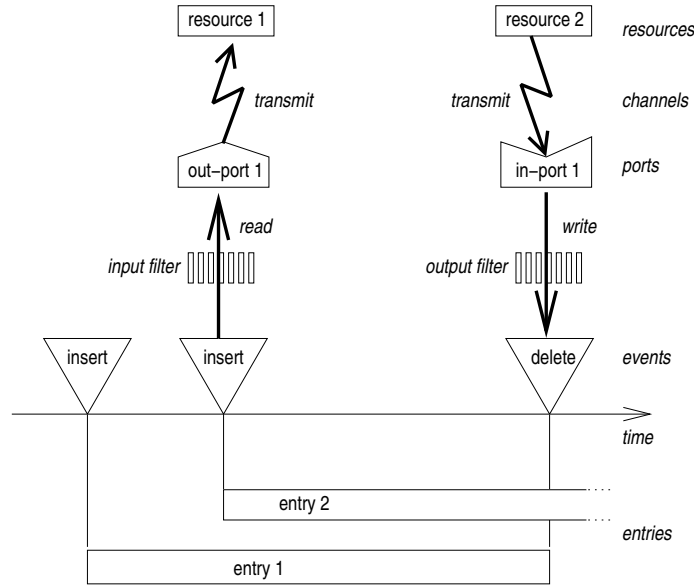 resource 1
resource 2
resources
transmit
transmit
channels
out−port 1
in−port 1
ports
read
write
input filter
output filter
insert
insert
delete
events
time
entry 2
entries
entry 1